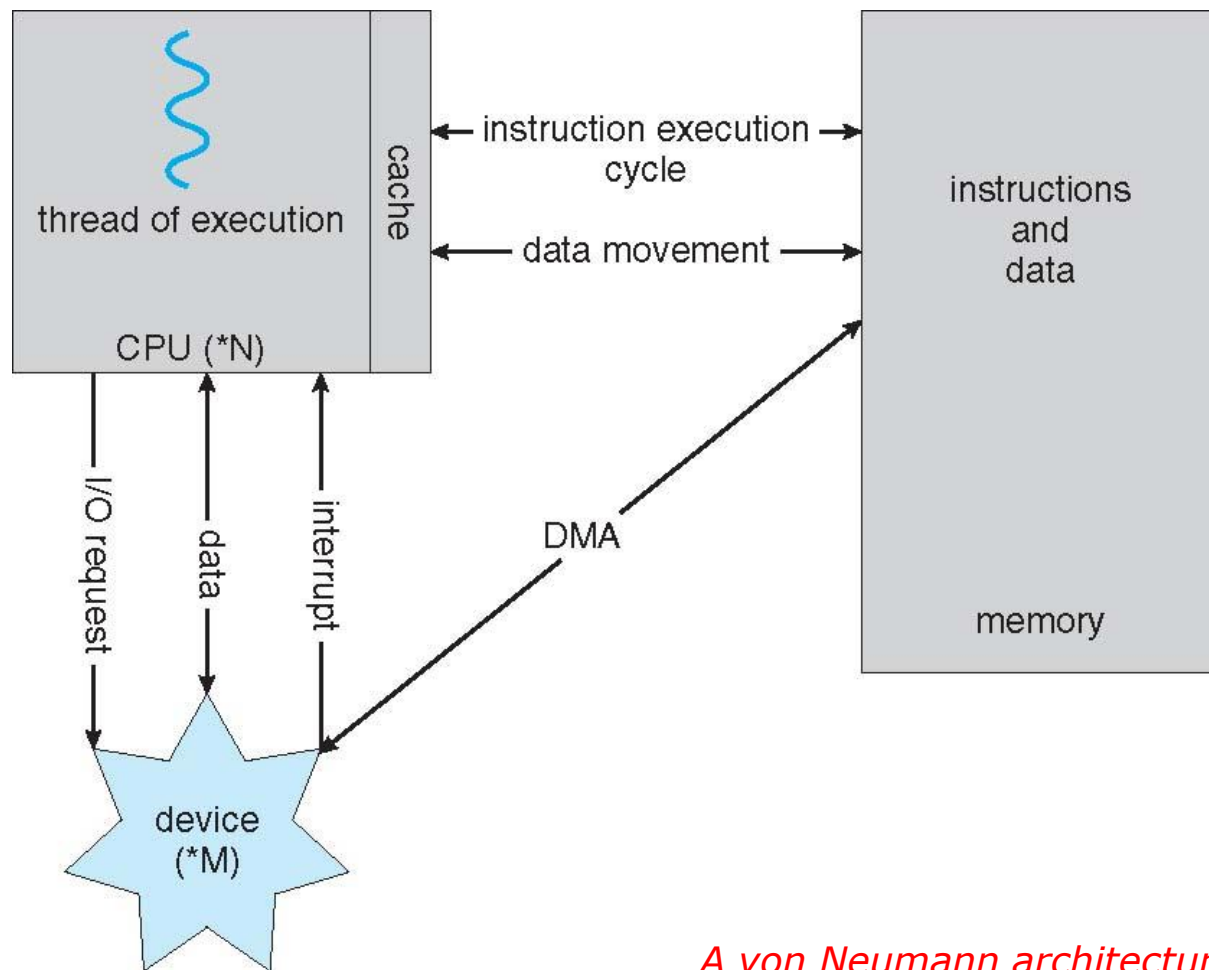 thread of execution
cache
CPU (*N)
instruction execution
cycle
data movement
instructions
and
data
memory
I/O request
data
interrupt
DMA
device
(*M)
A von Neumann architectur